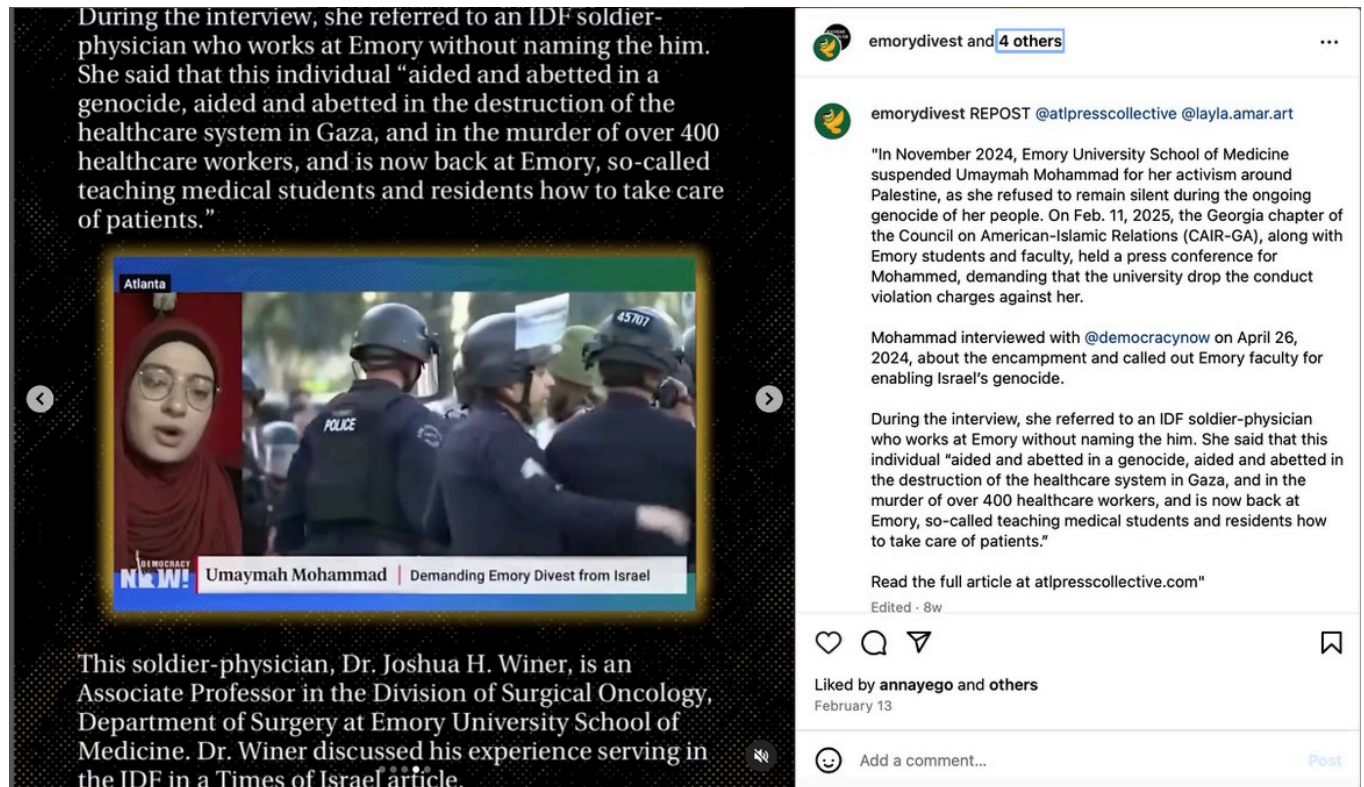 During the interview, she referred to an IDF soldier-
physician who works at Emory without naming the him.
She said that this individual “aided and abetted in a
genocide, aided and abetted in the destruction of the
healthcare system in Gaza, and in the murder of over 400
healthcare workers, and is now back at Emory, so-called
teaching medical students and residents how to take care
of patients.”
Atlanta
45707
POLICE
DEMOCRACY
NOW!
Umaymah Mohammad | Demanding Emory Divest from Israel
This soldier-physician, Dr. Joshua H. Winer, is an
Associate Professor in the Division of Surgical Oncology,
Department of Surgery at Emory University School of
Medicine. Dr. Winer discussed his experience serving in
the IDF in a Times of Israel article.
emorydivest and 4 others
emorydivest REPOST @atlpresscollective @layla.amar.art
"In November 2024, Emory University School of Medicine
suspended Umaymah Mohammad for her activism around
Palestine, as she refused to remain silent during the ongoing
genocide of her people. On Feb. 11, 2025, the Georgia chapter of
the Council on American-Islamic Relations (CAIR-GA), along with
Emory students and faculty, held a press conference for
Mohammed, demanding that the university drop the conduct
violation charges against her.
Mohammad interviewed with @democracynow on April 26,
2024, about the encampment and called out Emory faculty for
enabling Israel’s genocide.
During the interview, she referred to an IDF soldier-physician
who works at Emory without naming the him. She said that this
individual “aided and abetted in a genocide, aided and abetted in
the destruction of the healthcare system in Gaza, and in the
murder of over 400 healthcare workers, and is now back at
Emory, so-called teaching medical students and residents how
to take care of patients.”
Read the full article at atlpresscollective.com"
Edited · 8w
Liked by annayego and others
February 13
Add a comment...
Post